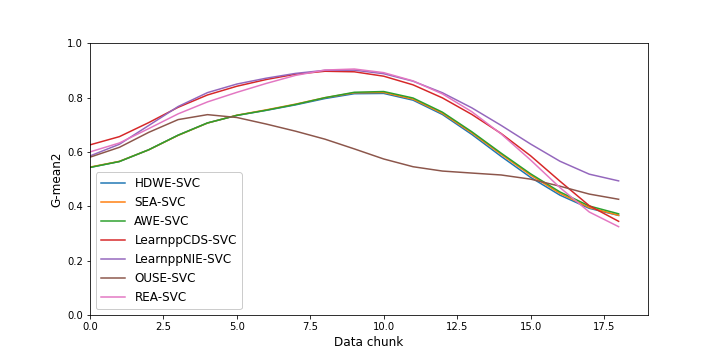 1.0
0.8
0.6
0.4
0.2
0.0
G-mean2
HDWE-SVC
SEA-SVC
AWE-SVC
LearnppCDS-SVC
LearnppNIE-SVC
OUSE-SVC
REA-SVC
0.0 2.5 5.0 7.5 10.0 12.5 15.0 17.5
Data chunk